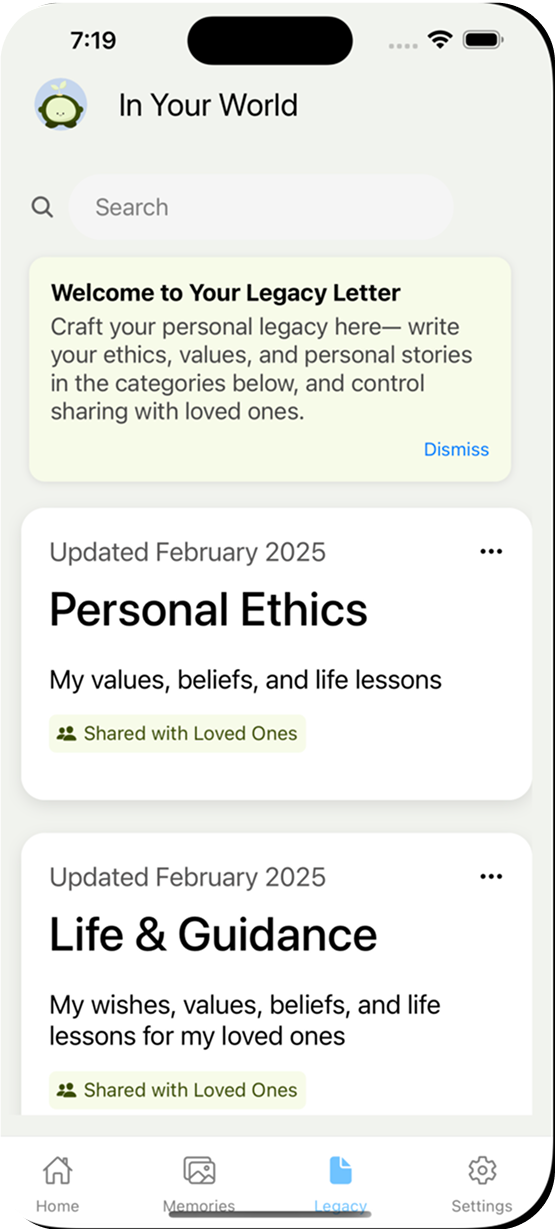 7:19
In Your World
Search
Welcome to Your Legacy Letter
Craft your personal legacy here— write
your ethics, values, and personal stories
in the categories below, and control
sharing with loved ones.
Dismiss
Updated February 2025
Personal Ethics
My values, beliefs, and life lessons
Shared with Loved Ones
Updated February 2025
Life & Guidance
My wishes, values, beliefs, and life
lessons for my loved ones
Shared with Loved Ones
Home Memories Legacy Settings